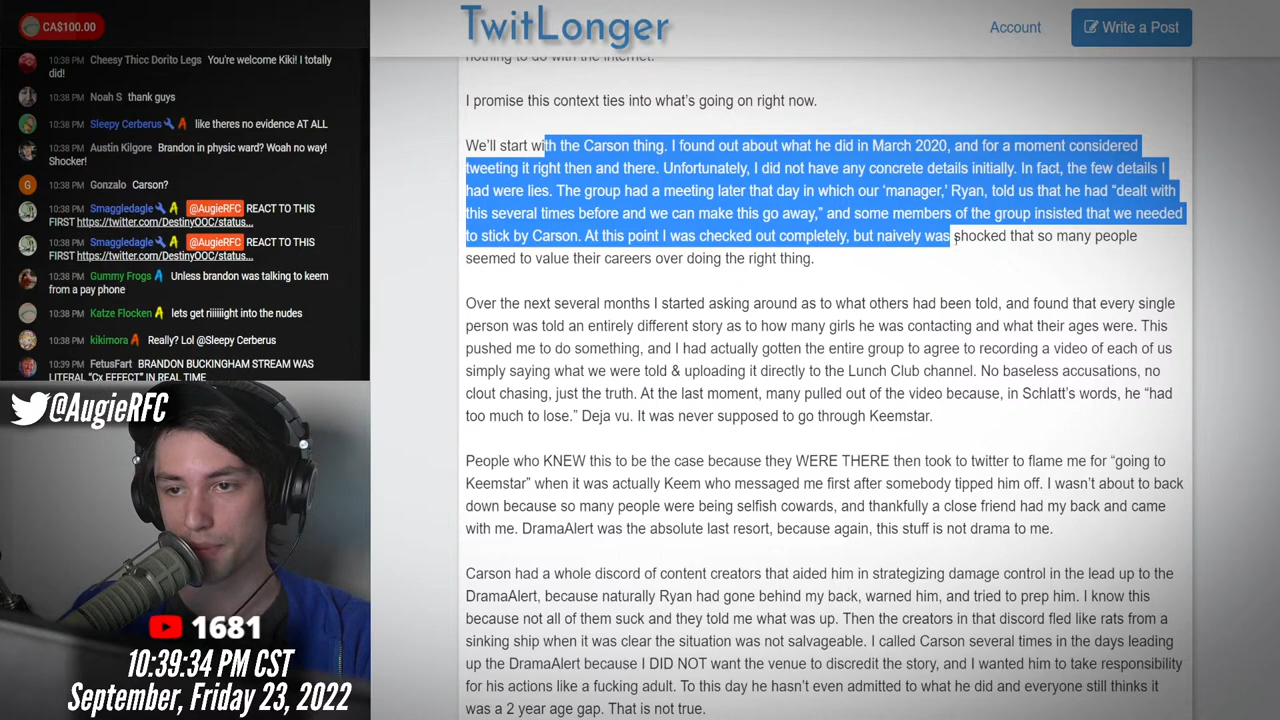 CA$100.00
10:38 PM Cheesy Thicc Dorito Legs You're welcome Kiki! I totally
did!
10:38 PM Noah S thank guys
10:38 PM Sleepy Cerberus like theres no evidence AT ALL
10:38 PM Austin Kilgore Brandon in physic ward? Woah no way!
Shocker!
10:38 PM Gonzalo Carson?
10:38 PM Smaggledagle @AugieRFC REACT TO THIS
FIRST https://twitter.com/DestinyOOC/status...
10:38 PM Smaggledagle @AugieRFC REACT TO THIS
FIRST https://twitter.com/DestinyOOC/status...
10:38 PM Gummy Frogs Unless brandon was talking to keem
from a pay phone
10:38 PM Katze Flocken lets get riiiiiight into the nudes
10:38 PM kikimora Really? Lol @Sleepy Cerberus
10:39 PM FetusFart BRANDON BUCKINGHAM STREAM WAS
LITERAL "Cx EFFECT" IN REAL TIME
@AugieRFC
1681
10:39:34 PM CST
September, Friday 23, 2022
TwitLonger
Account
Write a Post
nothing to do with the internet.
I promise this context ties into what's going on right now.
We'll start with the Carson thing. I found out about what he did in March 2020, and for a moment considered
tweeting it right then and there. Unfortunately, I did not have any concrete details initially. In fact, the few details I
had were lies. The group had a meeting later that day in which our 'manager,' Ryan, told us that he had “dealt with
this several times before and we can make this go away,” and some members of the group insisted that we needed
to stick by Carson. At this point I was checked out completely, but naively was shocked that so many people
seemed to value their careers over doing the right thing.
Over the next several months I started asking around as to what others had been told, and found that every single
person was told an entirely different story as to how many girls he was contacting and what their ages were. This
pushed me to do something, and I had actually gotten the entire group to agree to recording a video of each of us
simply saying what we were told & uploading it directly to the Lunch Club channel. No baseless accusations, no
clout chasing, just the truth. At the last moment, many pulled out of the video because, in Schlatt's words, he “had
too much to lose.” Deja vu. It was never supposed to go through Keemstar.
People who KNEW this to be the case because they WERE THERE then took to twitter to flame me for “going to
Keemstar” when it was actually Keem who messaged me first after somebody tipped him off. I wasn't about to back
down because so many people were being selfish cowards, and thankfully a close friend had my back and came
with me. DramaAlert was the absolute last resort, because again, this stuff is not drama to me.
Carson had a whole discord of content creators that aided him in strategizing damage control in the lead up to the
DramaAlert, because naturally Ryan had gone behind my back, warned him, and tried to prep him. I know this
because not all of them suck and they told me what was up. Then the creators in that discord fled like rats from a
sinking ship when it was clear the situation was not salvageable. I called Carson several times in the days leading
up the DramaAlert because I DID NOT want the venue to discredit the story, and I wanted him to take responsibility
for his actions like a fucking adult. To this day he hasn't even admitted to what he did and everyone still thinks it
was a 2 year age gap. That is not true.